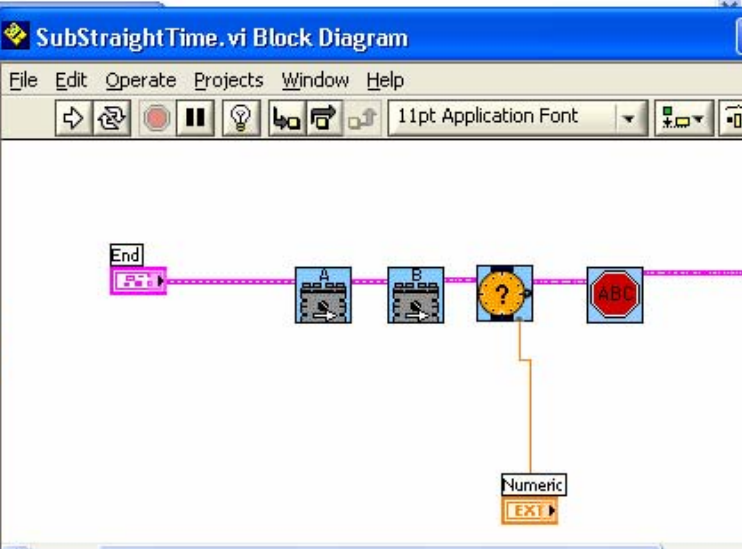 SubStraightTime.vi Block Diagram
File Edit Operate Projects Window Help
11pt Application Font
End
A
B
?
ABC
Numeric
EXT